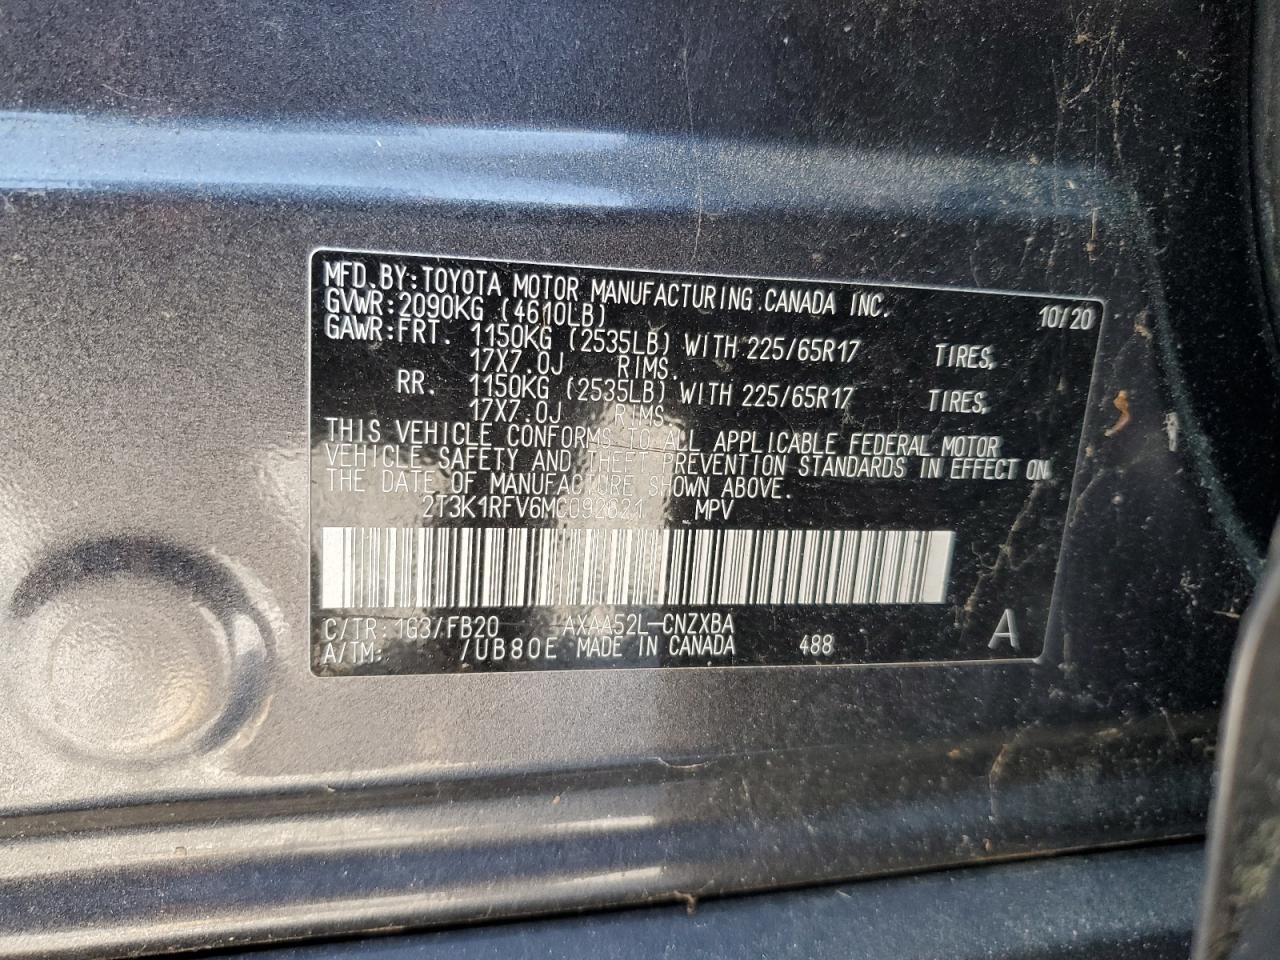 MFD.BY:TOYOTA MOTOR MANUFACTURING CANADA INC. 10/20
GVWR:2090KG (4610LB)
GAWR:FRT. 1150KG (2535LB) WITH 225/65R17 TIRES,
17X7.0J RIMS.
RR. 1150KG (2535LB) WITH 225/65R17 TIRES,
17X7.0J RIMS.
THIS VEHICLE CONFORMS TO ALL APPLICABLE FEDERAL MOTOR
VEHICLE SAFETY AND THEFT PREVENTION STANDARDS IN EFFECT ON
THE DATE OF MANUFACTURE SHOWN ABOVE.
2T3K1RFV6MC092621 MPV
C/TR:1G3/FB20 AXAA52L-CNZXBA A
A/TM: /UB80E MADE IN CANADA 488